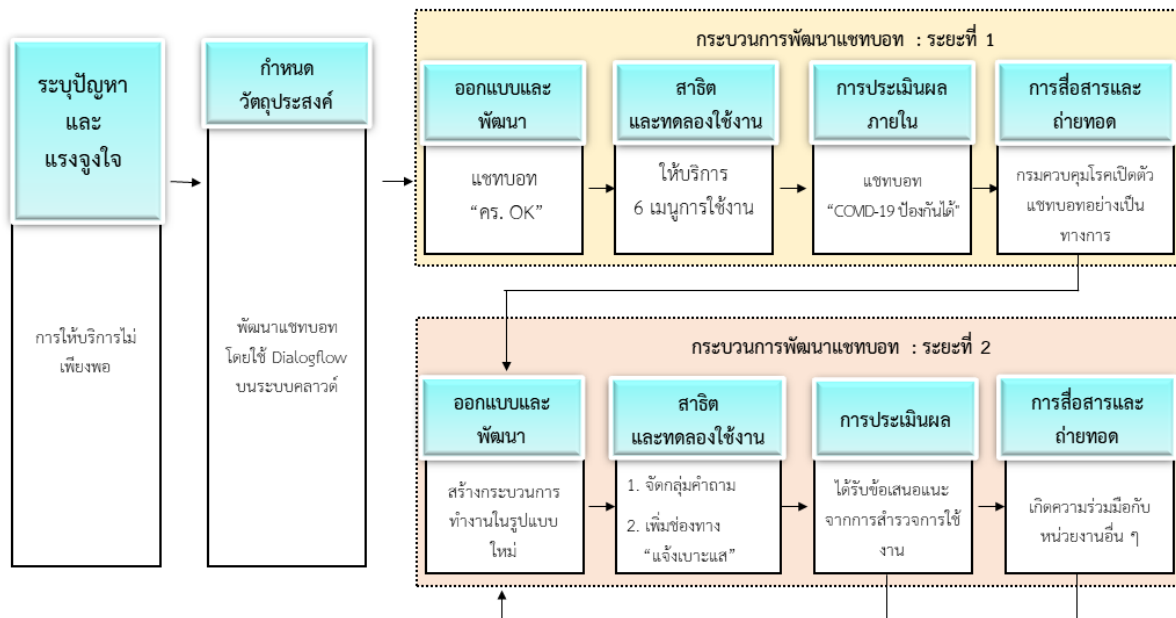 ระบุปัญหา
และ
แรงจูงใจ
การให้บริการไม่
เพียงพอ
กำหนด
วัตถุประสงค์
พัฒนาแชทบอท
โดยใช้ Dialogflow
บนระบบคลาวด์
กระบวนการพัฒนาแชทบอท : ระยะที่ 1
ออกแบบและ
พัฒนา
แชทบอท
“คร. OK”
สาธิต
และทดลองใช้งาน
ให้บริการ
6 เมนูการใช้งาน
การประเมินผล
ภายใน
แชทบอท
“COVID-19 ป้องกันได้”
การสื่อสารและ
ถ่ายทอด
กรมควบคุมโรคเปิดตัว
แชทบอทอย่างเป็น
ทางการ
กระบวนการพัฒนาแชทบอท : ระยะที่ 2
ออกแบบและ
พัฒนา
สร้างกระบวนการ
ทำงานในรูปแบบ
ใหม่
สาธิต
และทดลองใช้งาน
1. จัดกลุ่มคำถาม
2. เพิ่มช่องทาง
“แจ้งเบาะแส”
การประเมินผล
ได้รับข้อเสนอแนะ
จากการสำรวจการใช้
งาน
การสื่อสารและ
ถ่ายทอด
เกิดความร่วมมือกับ
หน่วยงานอื่น ๆ